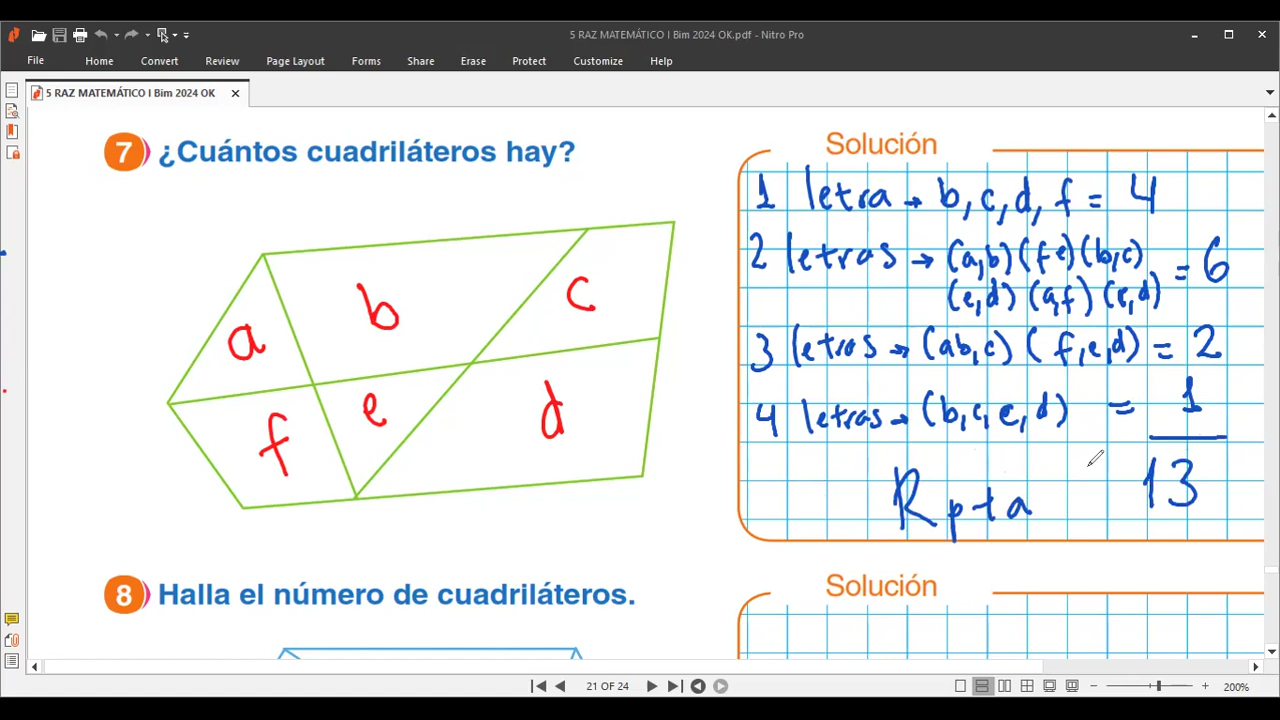 5 RAZ MATEMÁTICO I Bim 2024 OK.pdf - Nitro Pro
File Home Convert Review Page Layout Forms Share Erase Protect Customize Help
5 RAZ MATEMÁTICO I Bim 2024 OK
7 ¿Cuántos cuadriláteros hay?
a
b
c
f
e
d
Solución
1 letra → b, c, d, f = 4
2 letras → (a,b) (f e) (b,c)
(e,d) (a,f) (e,d) = 6
3 letras → (ab,c) (f,e,d) = 2
4 letras → (b,c,e,d) = 1
13
Rpta
8 Halla el número de cuadriláteros.
Solución
21 OF 24
200%